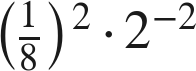 (1/8)² · 2⁻²